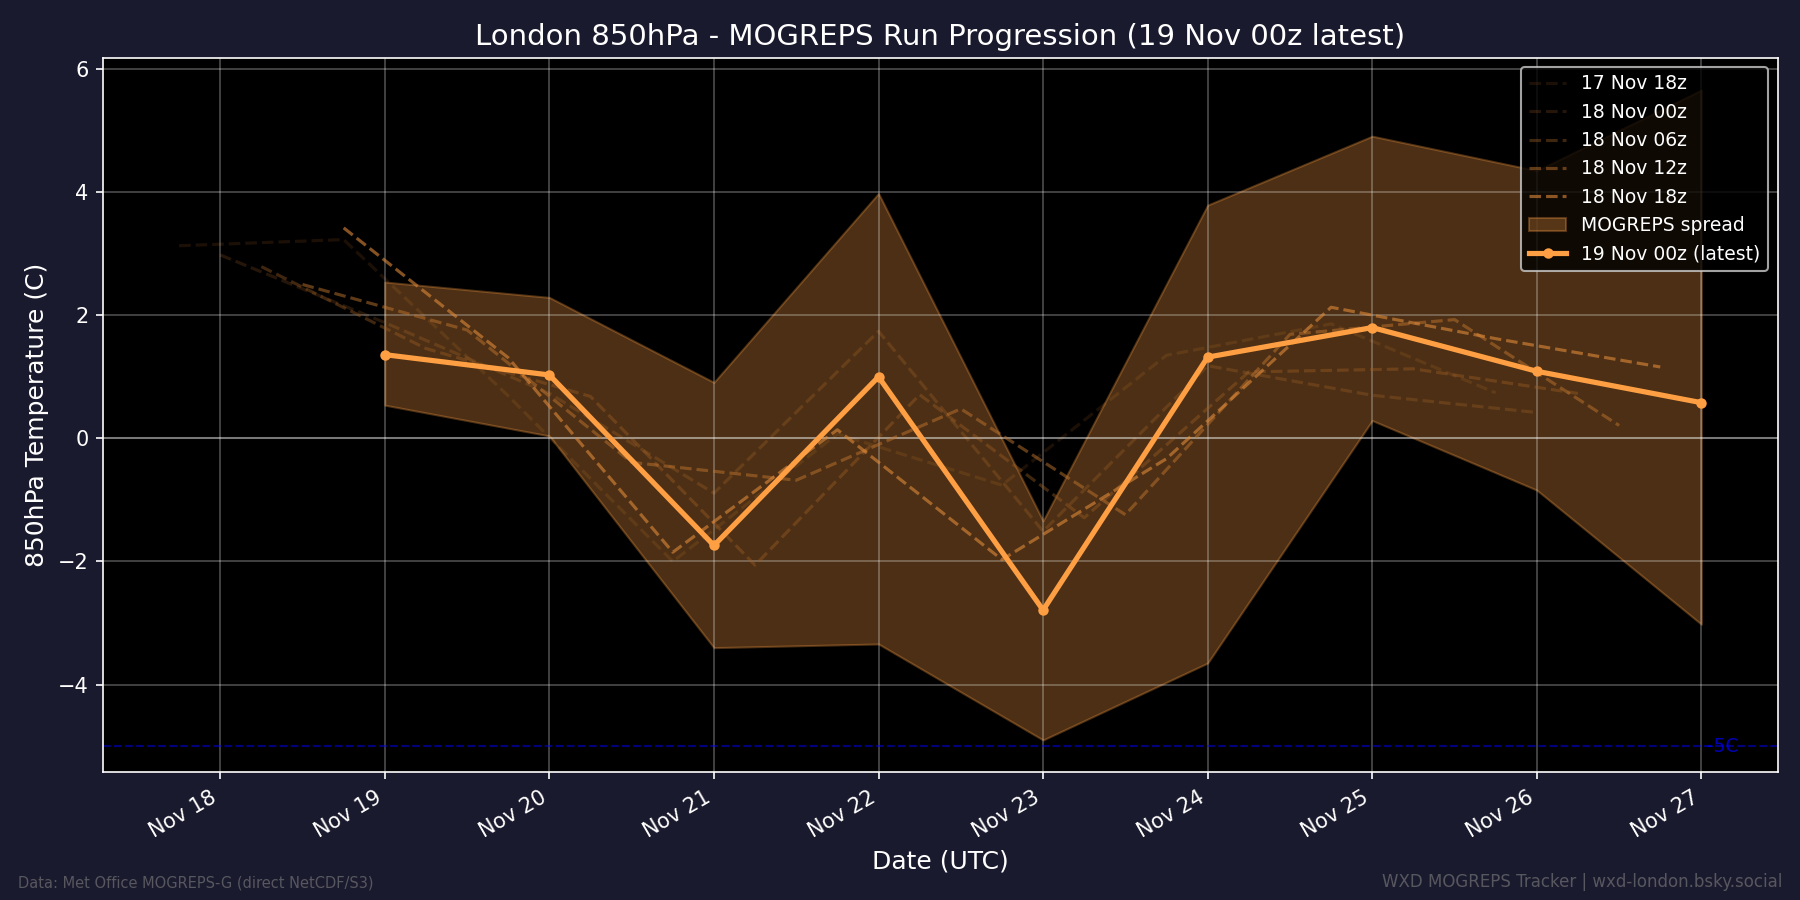 London 850hPa - MOGREPS Run Progression (19 Nov 00z latest)
850hPa Temperature (C)
6
4
2
0
−2
−4
17 Nov 18z
18 Nov 00z
18 Nov 06z
18 Nov 12z
18 Nov 18z
MOGREPS spread
19 Nov 00z (latest)
-5C
Nov 18
Nov 19
Nov 20
Nov 21
Nov 22
Nov 23
Nov 24
Nov 25
Nov 26
Nov 27
Date (UTC)
Data: Met Office MOGREPS-G (direct NetCDF/S3)
WXD MOGREPS Tracker | wxd-london.bsky.social